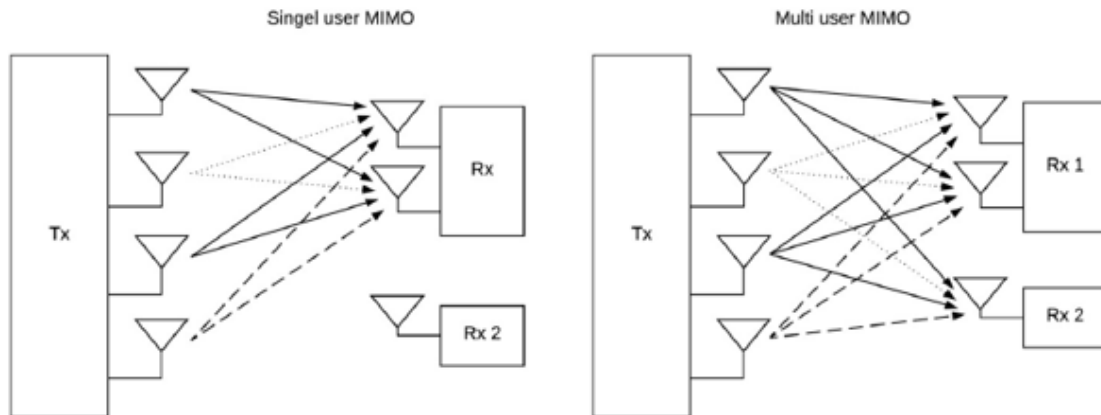 Singel user MIMO
Multi user MIMO
Tx
Rx
Rx 2
Tx
Rx 1
Rx 2